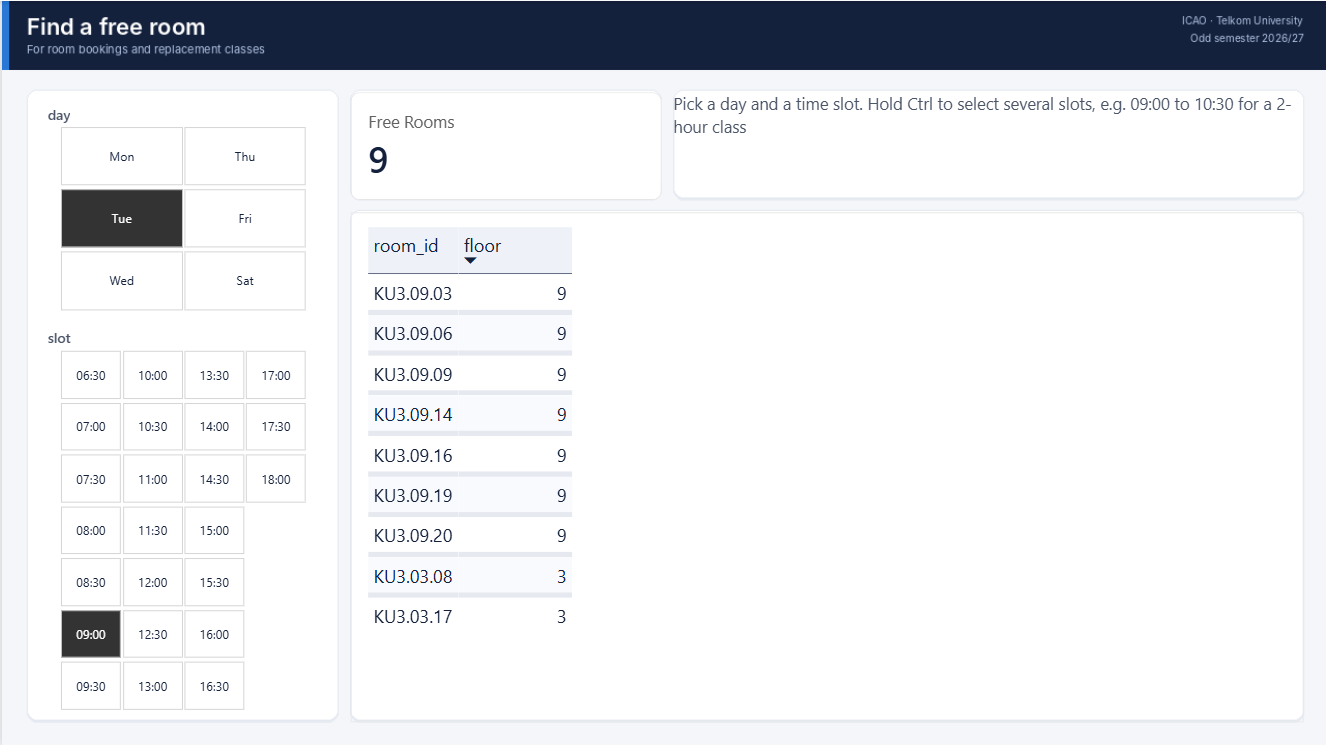 Find a free room
For room bookings and replacement classes
ICAO · Telkom University
Odd semester 2026/27
day
Mon Thu
Tue Fri
Wed Sat
slot
06:30 10:00 13:30 17:00
07:00 10:30 14:00 17:30
07:30 11:00 14:30 18:00
08:00 11:30 15:00
08:30 12:00 15:30
09:00 12:30 16:00
09:30 13:00 16:30
Free Rooms
9
Pick a day and a time slot. Hold Ctrl to select several slots, e.g. 09:00 to 10:30 for a 2-
hour class
room_id floor
KU3.09.03 9
KU3.09.06 9
KU3.09.09 9
KU3.09.14 9
KU3.09.16 9
KU3.09.19 9
KU3.09.20 9
KU3.03.08 3
KU3.03.17 3